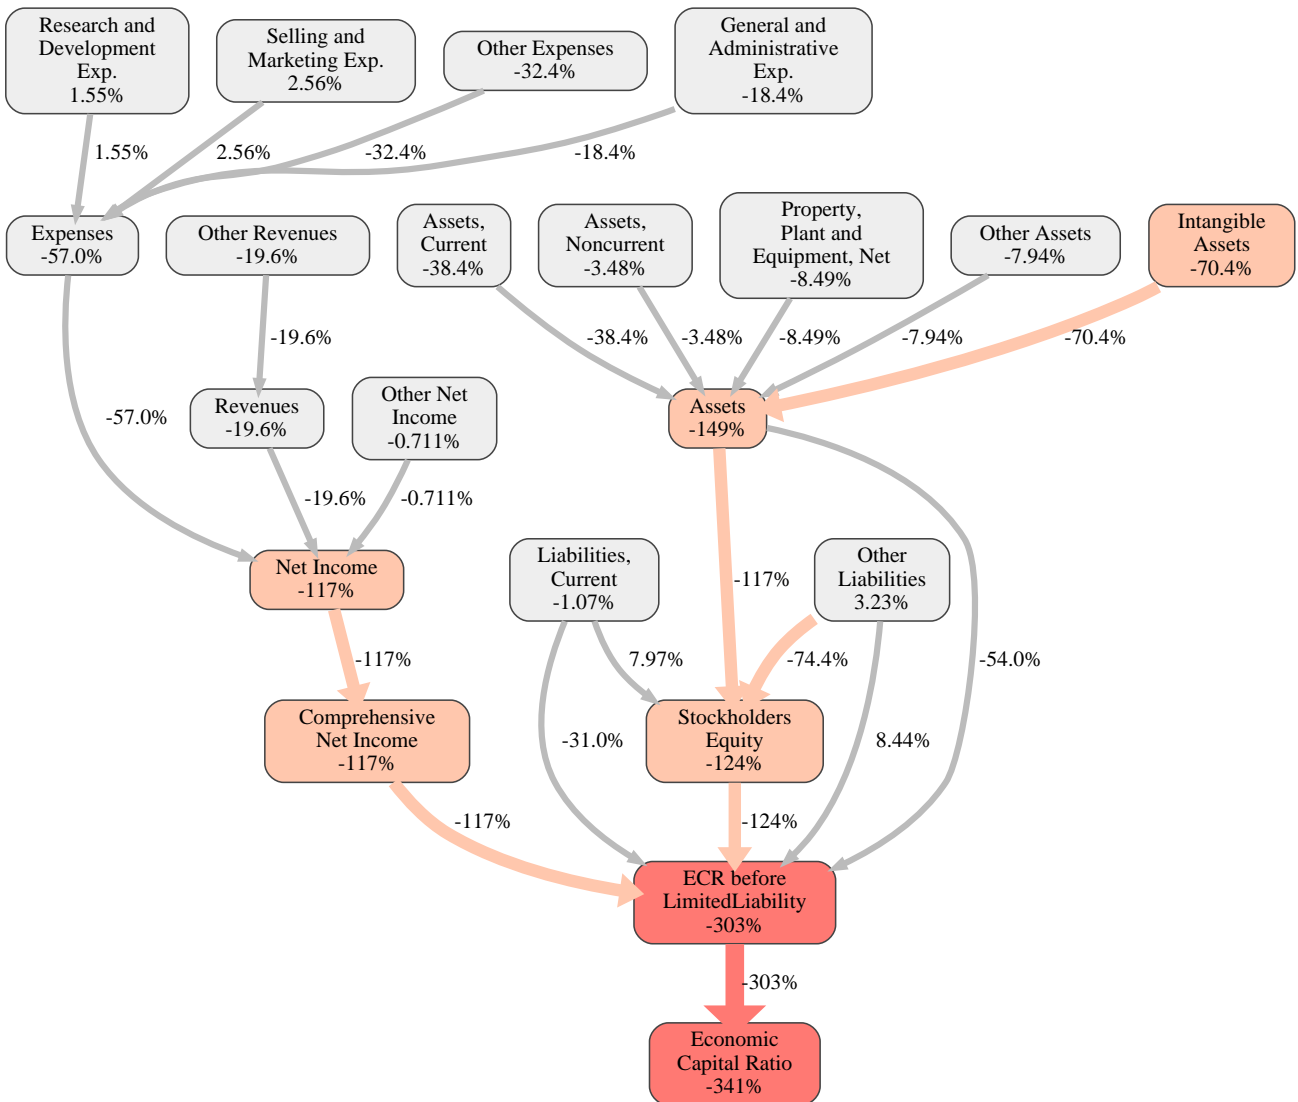 Research and
Development
Exp.
1.55%
Selling and
Marketing Exp.
2.56%
Other Expenses
-32.4%
General and
Administrative
Exp.
-18.4%
1.55%
2.56%
-32.4%
-18.4%
Expenses
-57.0%
Other Revenues
-19.6%
Assets,
Current
-38.4%
Assets,
Noncurrent
-3.48%
Property,
Plant and
Equipment, Net
-8.49%
Other Assets
-7.94%
Intangible
Assets
-70.4%
-19.6%
-38.4%
-3.48%
-8.49%
-7.94%
-70.4%
-57.0%
Revenues
-19.6%
Other Net
Income
-0.711%
Assets
-149%
-19.6%
-0.711%
Net Income
-117%
Liabilities,
Current
-1.07%
-117%
Other
Liabilities
3.23%
-117%
7.97%
-74.4%
-54.0%
Comprehensive
Net Income
-117%
-31.0%
Stockholders
Equity
-124%
8.44%
-117%
-124%
ECR before
LimitedLiability
-303%
-303%
Economic
Capital Ratio
-341%